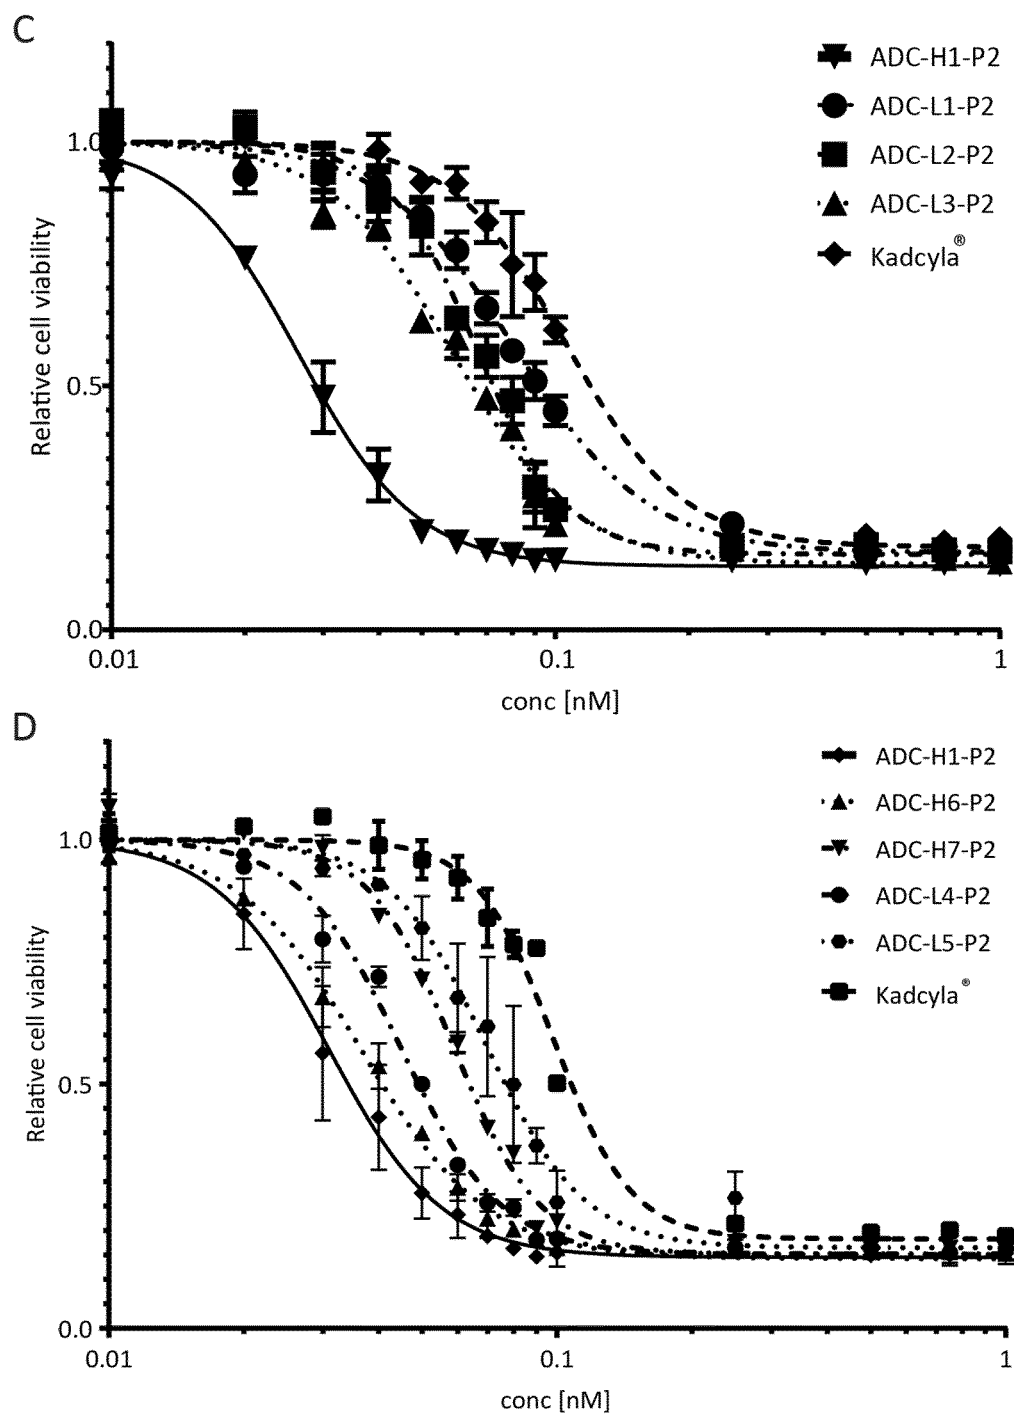 C
ADC-H1-P2
ADC-L1-P2
ADC-L2-P2
ADC-L3-P2
Kadcyla®
Relative cell viability
1.0
0.5
0.0
0.01
0.1
1
conc [nM]
D
ADC-H1-P2
ADC-H6-P2
ADC-H7-P2
ADC-L4-P2
ADC-L5-P2
Kadcyla®
Relative cell viability
1.0
0.5
0.0
0.01
0.1
1
conc [nM]